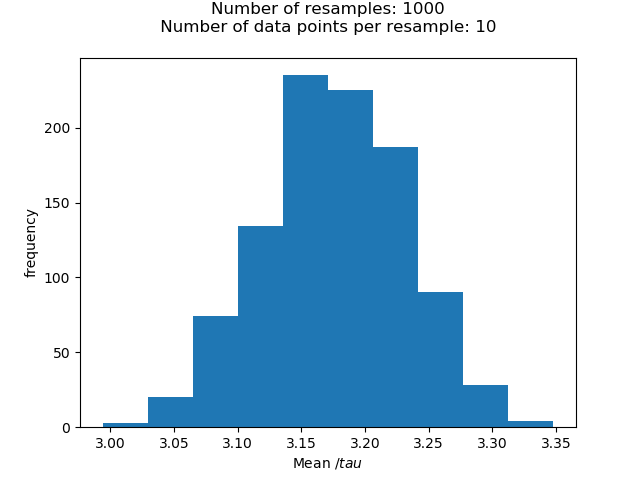 Number of resamples: 1000
Number of data points per resample: 10
frequency
200
150
100
50
0
3.00 3.05 3.10 3.15 3.20 3.25 3.30 3.35
Mean /tau